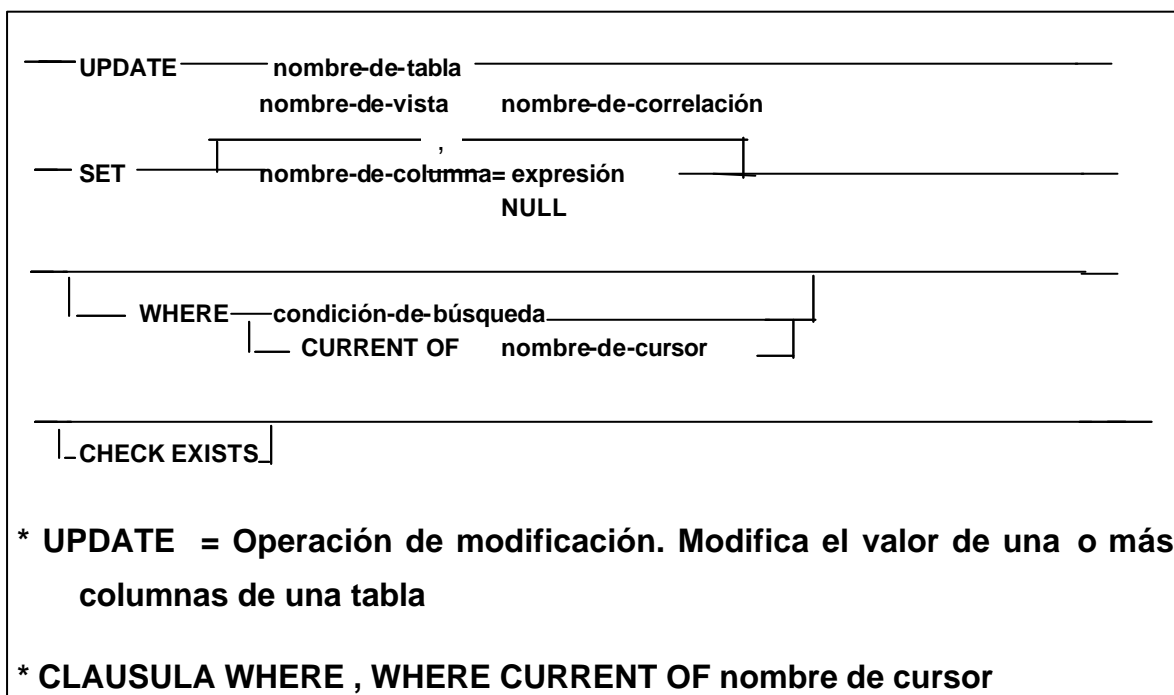 UPDATE nombre-de-tabla
nombre-de-vista nombre-de-correlación
,
SET nombre-de-columna= expresión
NULL
WHERE condición-de-búsqueda
CURRENT OF nombre-de-cursor
CHECK EXISTS
* UPDATE = Operación de modificación. Modifica el valor de una o más
columnas de una tabla
* CLAUSULA WHERE , WHERE CURRENT OF nombre de cursor